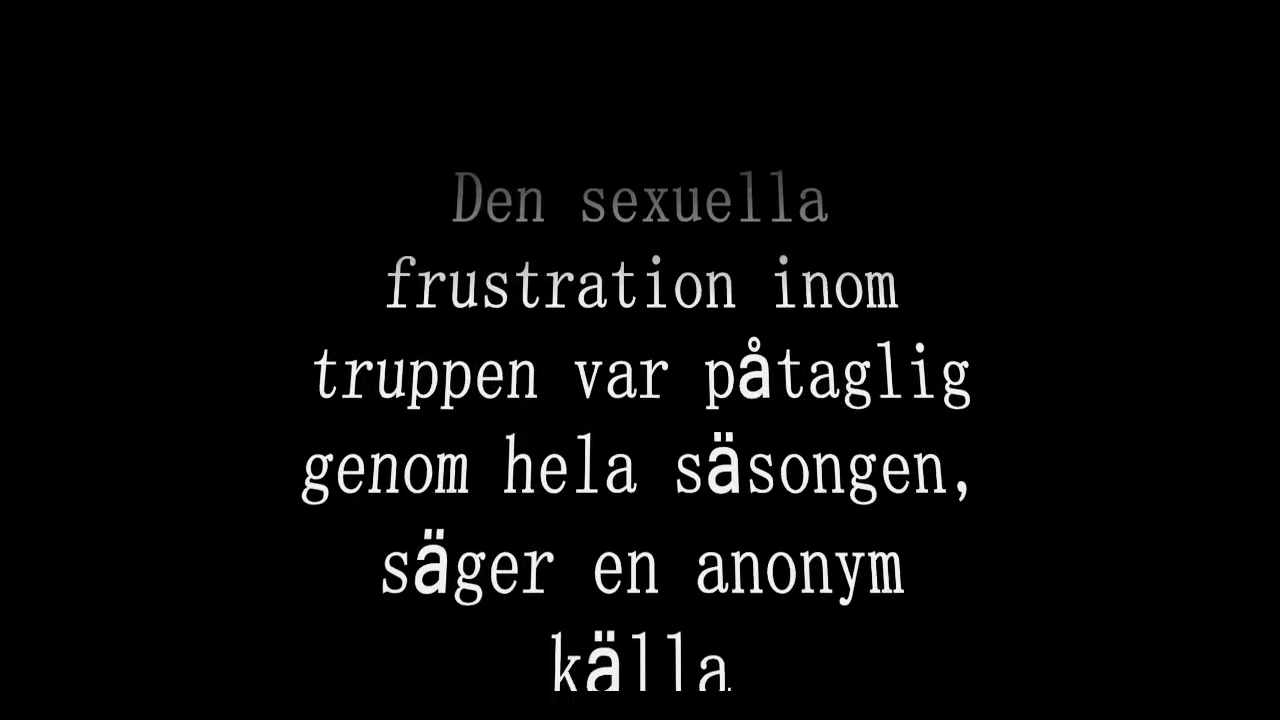 Den sexuella
frustration inom
truppen var påtaglig
genom hela säsongen,
säger en anonym
källa